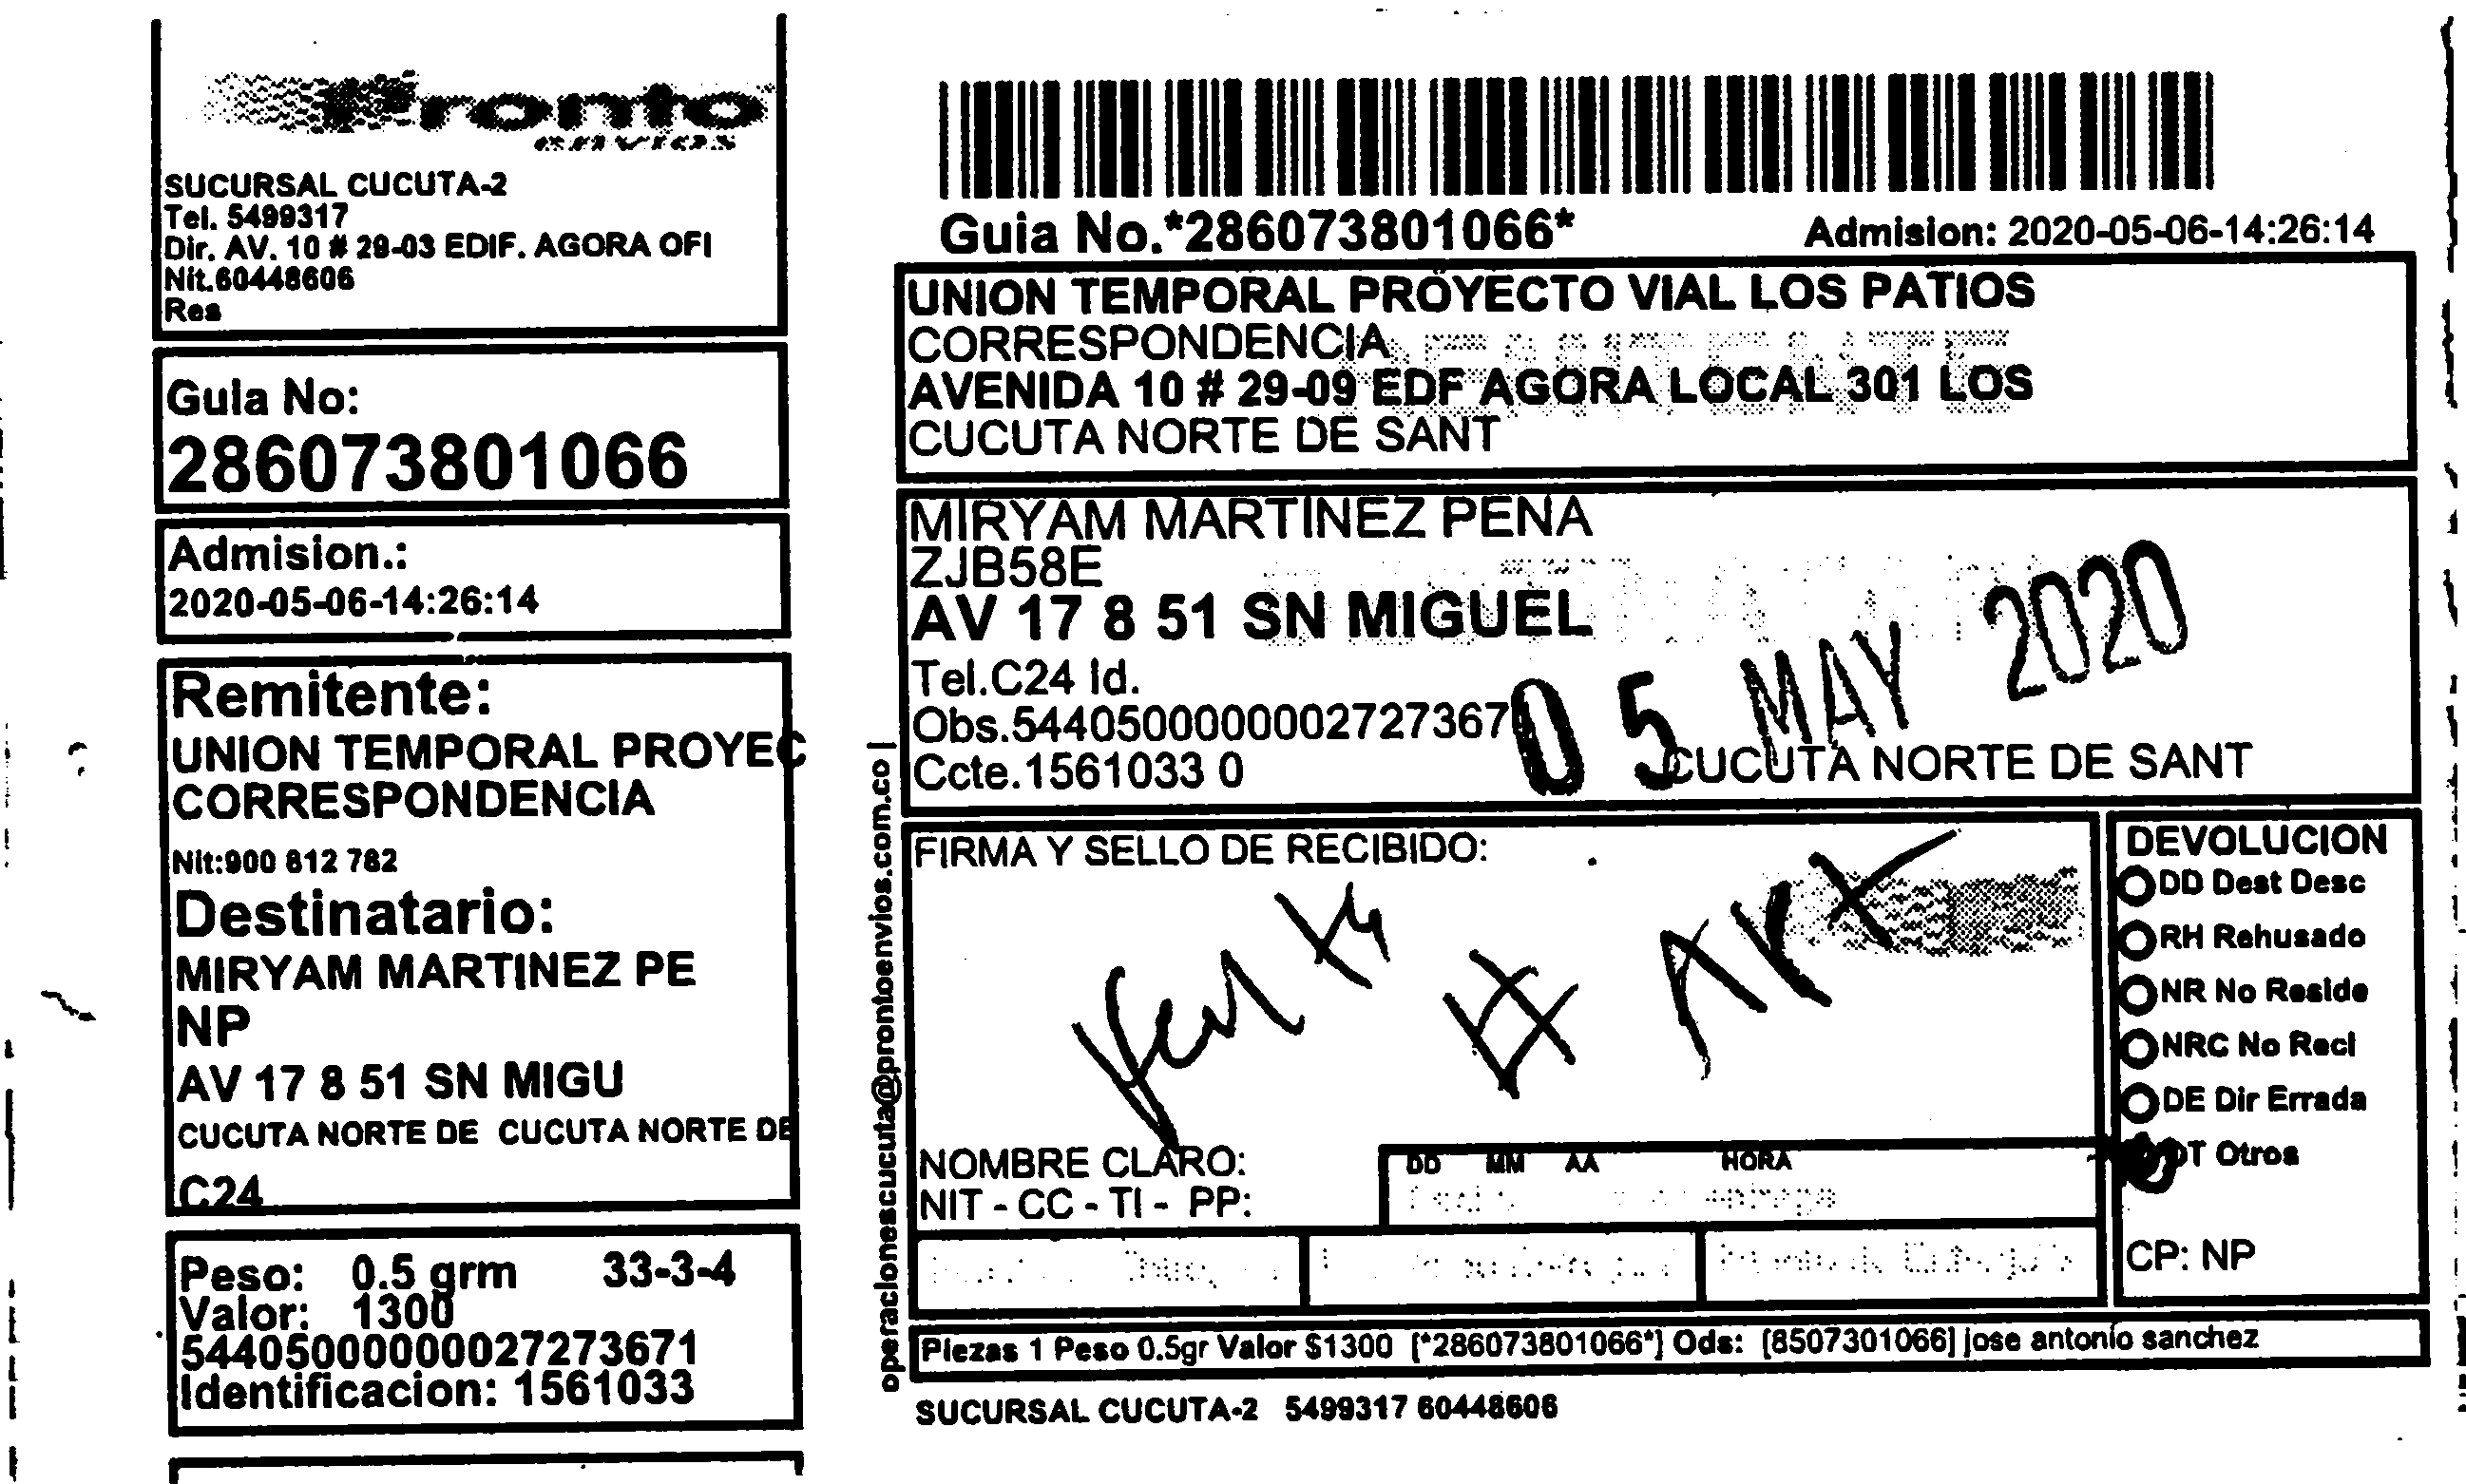 Pronto
envios
SUCURSAL CUCUTA-2
Tel. 5499317
Dir. AV. 10 # 29-03 EDIF. AGORA OFI
Nit.60448606
Res
Guia No:
286073801066
Admision.:
2020-05-06-14:26:14
Remitente:
UNION TEMPORAL PROYEC
CORRESPONDENCIA
Nit:900 812 782
Destinatario:
MIRYAM MARTINEZ PE
NP
AV 17 8 51 SN MIGU
CUCUTA NORTE DE CUCUTA NORTE DE
C24
Peso: 0.5 grm 33-3-4
Valor: 1300
544050000000027273671
Identificacion: 1561033
Guia No.*286073801066*
Admision: 2020-05-06-14:26:14
UNION TEMPORAL PROYECTO VIAL LOS PATIOS
CORRESPONDENCIA
REMITENTE
AVENIDA 10 # 29-09 EDF AGORA LOCAL 301 LOS
CUCUTA NORTE DE SANT
MIRYAM MARTINEZ PENA
ZJB58E
AV 17 8 51 SN MIGUEL
Tel.C24 Id.
05 MAY 2020
Ccte.1561033 0
CUCUTA NORTE DE SANT
operacionescucuta@prontoenvios.com.co |
FIRMA Y SELLO DE RECIBIDO:
NOMBRE CLARO:
NIT - CC - TI - PP:
DD MM AA HORA
DEVOLUCION
DD Dest Desc
RH Rehusado
NR No Reside
NRC No Recl
DE Dir Errada
OT Otros
CP: NP
Piezas 1 Peso 0.5gr Valor $1300 [*286073801066*] Ods: [8507301066] jose antonio sanchez
SUCURSAL CUCUTA-2 5499317 60448606